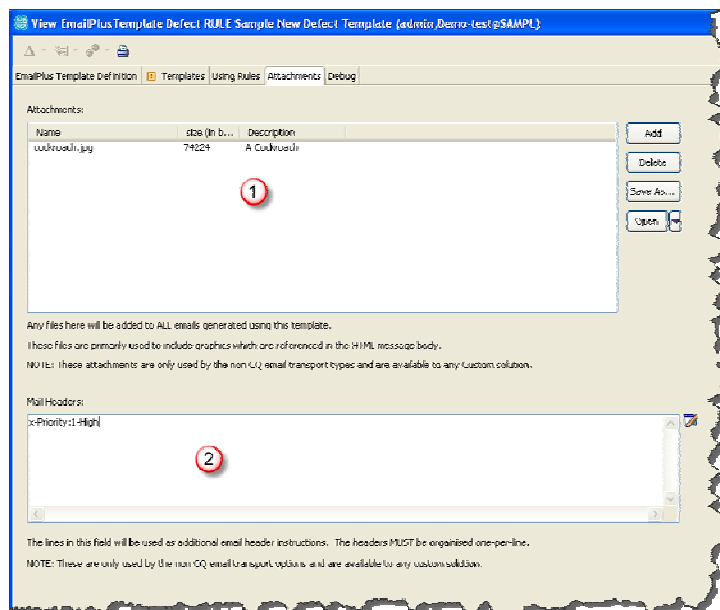 View EmailPlusTemplate Defect RULE Sample New Defect Template (admin,Demo-test@SAMPL)
EmailPlus Template Definition Templates Using Rules Attachments Debug
Attachments:
Name size (in b... Description
cockroach.jpg 74224 A Cockroach
Add
Delete
Save As...
Open
1
Any files here will be added to ALL emails generated using this template.
These files are primarily used to include graphics which are referenced in the HTML message body.
NOTE: These attachments are only used by the non CQ email transport types and are available to any Custom solution.
Mail Headers:
x-Priority:1-High
2
The lines in this field will be used as additional email header instructions. The headers MUST be orgainised one-per-line.
NOTE: These are only used by the non CQ email transport options and are available to any custom solution.